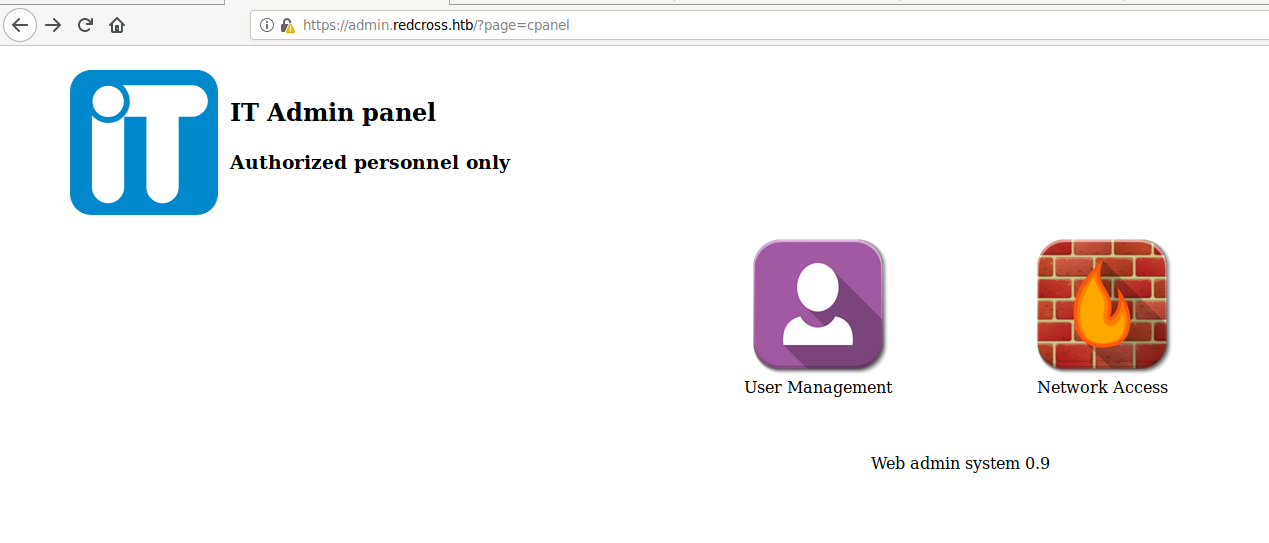 https://admin.redcross.htb/?page=cpanel
iT
IT Admin panel
Authorized personnel only
User Management
Network Access
Web admin system 0.9